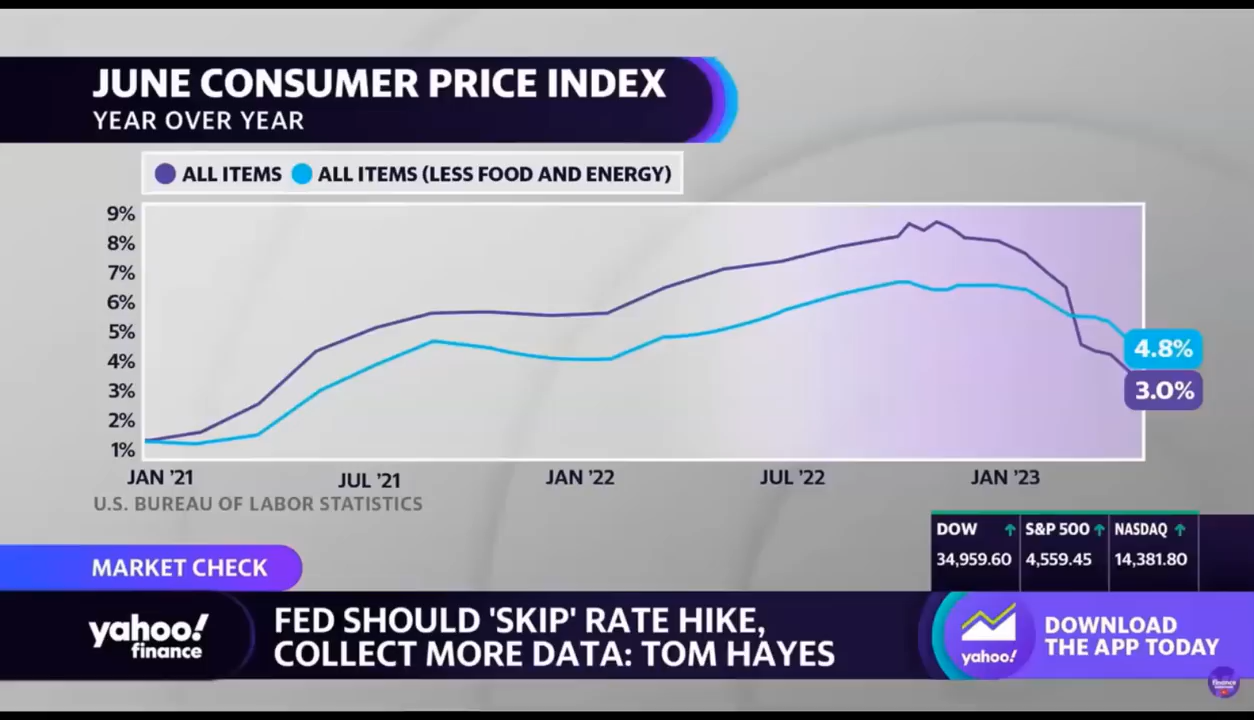 JUNE CONSUMER PRICE INDEX
YEAR OVER YEAR
ALL ITEMS ALL ITEMS (LESS FOOD AND ENERGY)
9%
8%
7%
6%
5%
4%
3%
2%
1%
4.8%
3.0%
JAN '21 JUL '21 JAN '22 JUL '22 JAN '23
U.S. BUREAU OF LABOR STATISTICS
DOW S&P 500 NASDAQ
34,959.60 4,559.45 14,381.80
MARKET CHECK
yahoo!
finance
FED SHOULD 'SKIP' RATE HIKE,
COLLECT MORE DATA: TOM HAYES
yahoo!
DOWNLOAD
THE APP TODAY